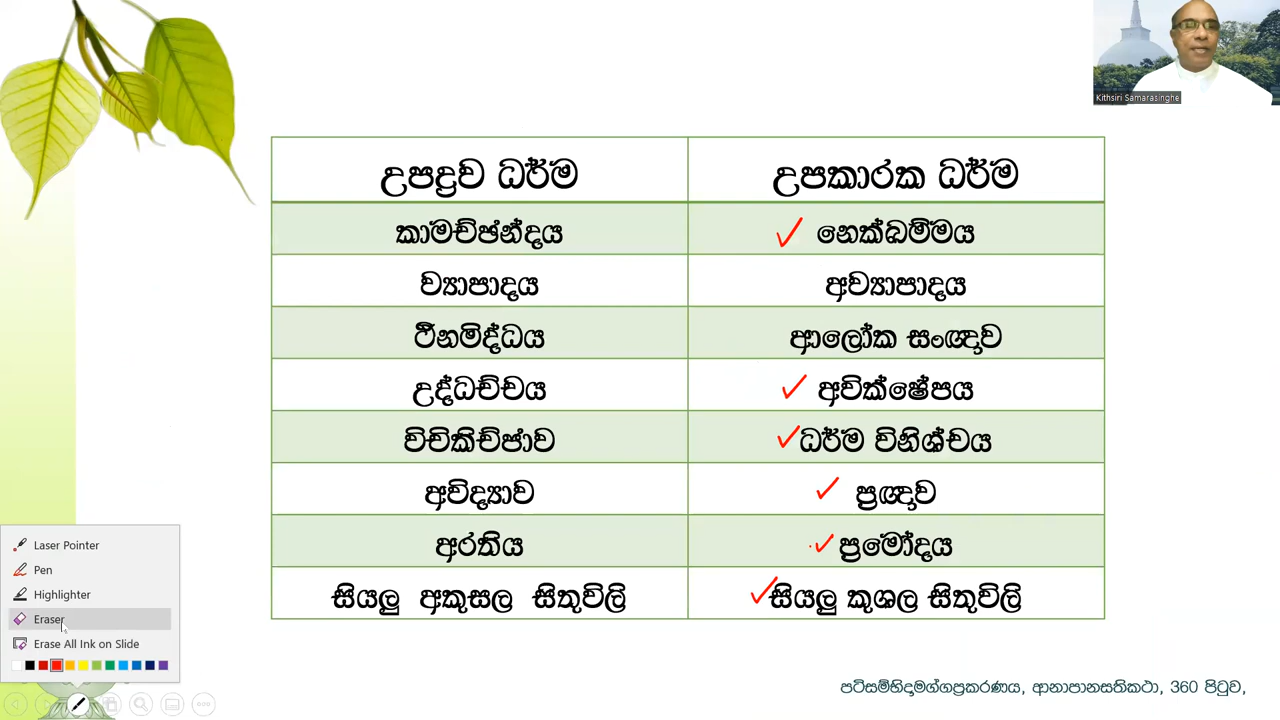 Kithsiri Samarasinghe
උපද්‍රව ධර්ම
උපකාරක ධර්ම
කාමච්ඡන්දය
නෙක්ඛම්මය
ව්‍යාපාදය
අව්‍යාපාදය
ථීනමිද්ධය
ආලෝක සංඥාව
උද්ධච්චය
අවික්ෂේපය
විචිකිච්ඡාව
ධර්ම විනිශ්චය
අවිද්‍යාව
ප්‍රඥාව
අරතිය
ප්‍රමෝදය
සියලු අකුසල සිතුවිලි
සියලු කුශල සිතුවිලි
Laser Pointer
Pen
Highlighter
Eraser
Erase All Ink on Slide
පටිසම්භිදාමග්ගප්‍රකරණය, ආනාපානසතිකථා, 360 පිටුව,